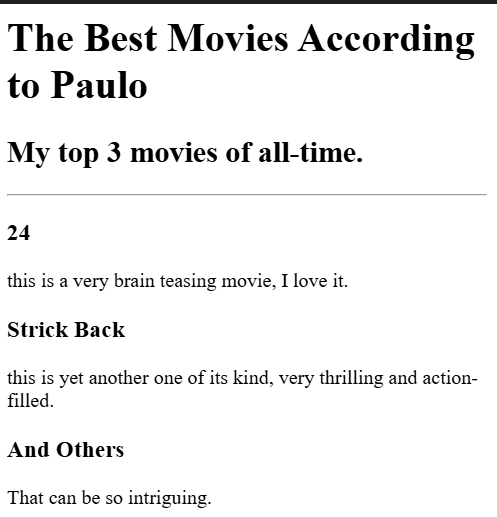 The Best Movies According
to Paulo
My top 3 movies of all-time.
24
this is a very brain teasing movie, I love it.
Strick Back
this is yet another one of its kind, very thrilling and action-
filled.
And Others
That can be so intriguing.